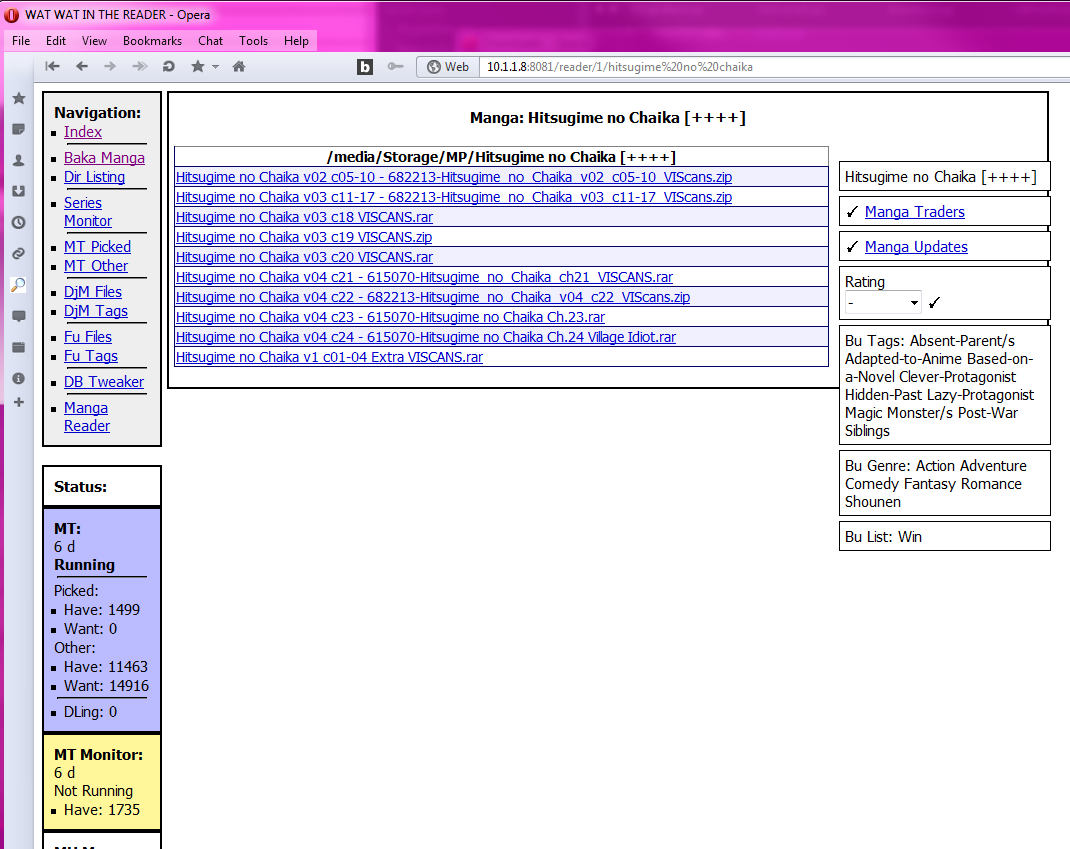 WAT WAT IN THE READER - Opera
File Edit View Bookmarks Chat Tools Help
b Web 10.1.1.8:8081/reader/1/hitsugime%20no%20chaika
Navigation:
Index
Baka Manga
Dir Listing
Series
Monitor
MT Picked
MT Other
DjM Files
DjM Tags
Fu Files
Fu Tags
DB Tweaker
Manga
Reader
Status:
MT:
6 d
Running
Picked:
Have: 1499
Want: 0
Other:
Have: 11463
Want: 14916
DLing: 0
MT Monitor:
6 d
Not Running
Have: 1735
Manga: Hitsugime no Chaika [++++]
/media/Storage/MP/Hitsugime no Chaika [++++]
Hitsugime no Chaika v02 c05-10 - 682213-Hitsugime_no_Chaika_v02_c05-10_VIScans.zip
Hitsugime no Chaika v03 c11-17 - 682213-Hitsugime_no_Chaika_v03_c11-17_VIScans.zip
Hitsugime no Chaika v03 c18 VISCANS.rar
Hitsugime no Chaika v03 c19 VISCANS.zip
Hitsugime no Chaika v03 c20 VISCANS.rar
Hitsugime no Chaika v04 c21 - 615070-Hitsugime_no_Chaika_ch21_VISCANS.rar
Hitsugime no Chaika v04 c22 - 682213-Hitsugime_no_Chaika_v04_c22_VIScans.zip
Hitsugime no Chaika v04 c23 - 615070-Hitsugime no Chaika Ch.23.rar
Hitsugime no Chaika v04 c24 - 615070-Hitsugime no Chaika Ch.24 Village Idiot.rar
Hitsugime no Chaika v1 c01-04 Extra VISCANS.rar
Hitsugime no Chaika [++++]
✓ Manga Traders
✓ Manga Updates
Rating
- ✓
Bu Tags: Absent-Parent/s
Adapted-to-Anime Based-on-
a-Novel Clever-Protagonist
Hidden-Past Lazy-Protagonist
Magic Monster/s Post-War
Siblings
Bu Genre: Action Adventure
Comedy Fantasy Romance
Shounen
Bu List: Win